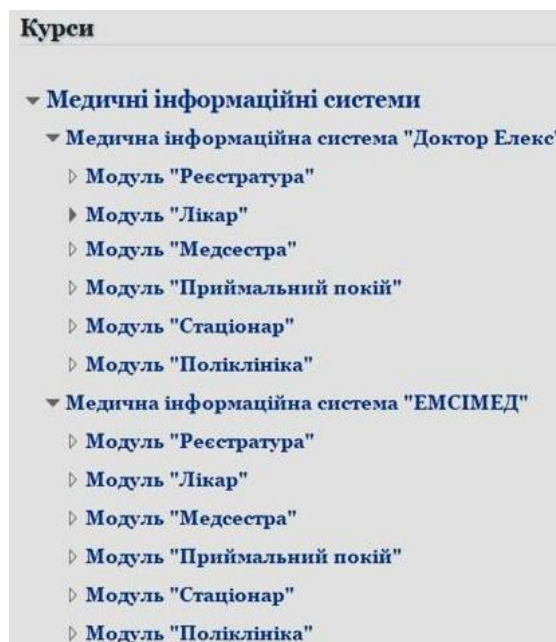 Курси
Медичні інформаційні системи
Медична інформаційна система "Доктор Елекс"
Модуль "Реєстратура"
Модуль "Лікар"
Модуль "Медсестра"
Модуль "Приймальний покій"
Модуль "Стаціонар"
Модуль "Поліклініка"
Медична інформаційна система "ЕМСІМЕД"
Модуль "Реєстратура"
Модуль "Лікар"
Модуль "Медсестра"
Модуль "Приймальний покій"
Модуль "Стаціонар"
Модуль "Поліклініка"